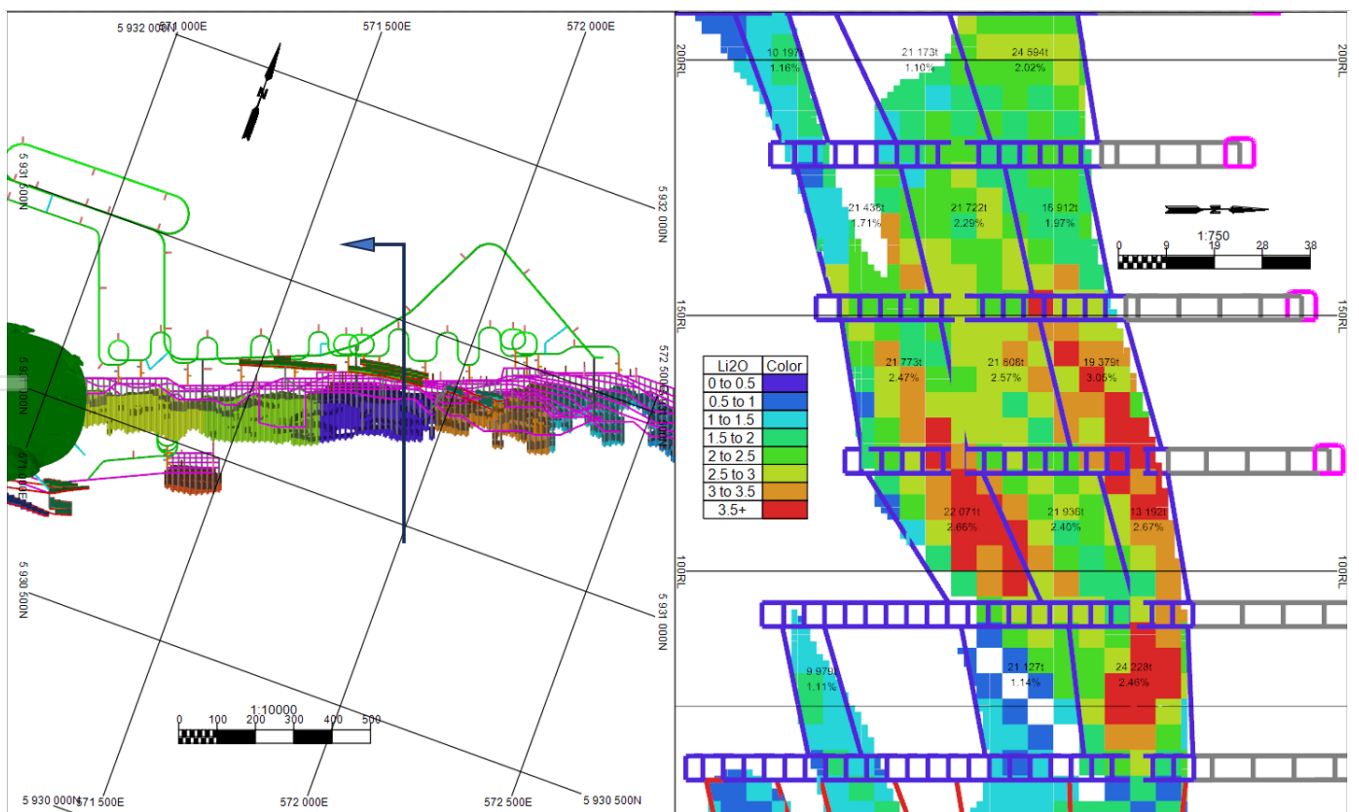 5 932 000N
571 000E
571 500E
572 000E
5 931 500N
N
5 932 000N
572 500E
571 000E
5 931 000N
5 930 500N
1:10000
0 100 200 300 400 500
5 930 000N
571 500E
572 000E
572 500E
5 930 500N
200RL
200RL
10 197t
1.16%
21 173t
1.10%
24 594t
2.02%
21 436t
1.71%
21 722t
2.29%
16 912t
1.97%
N
1:750
0 9 19 28 38
150RL
150RL
Li2O Color
0 to 0.5
0.5 to 1
1 to 1.5
1.5 to 2
2 to 2.5
2.5 to 3
3 to 3.5
3.5+
21 773t
2.47%
21 808t
2.57%
19 379t
3.05%
22 071t
2.66%
21 936t
2.40%
13 192t
2.67%
100RL
100RL
9 979t
1.11%
21 127t
1.14%
24 228t
2.46%